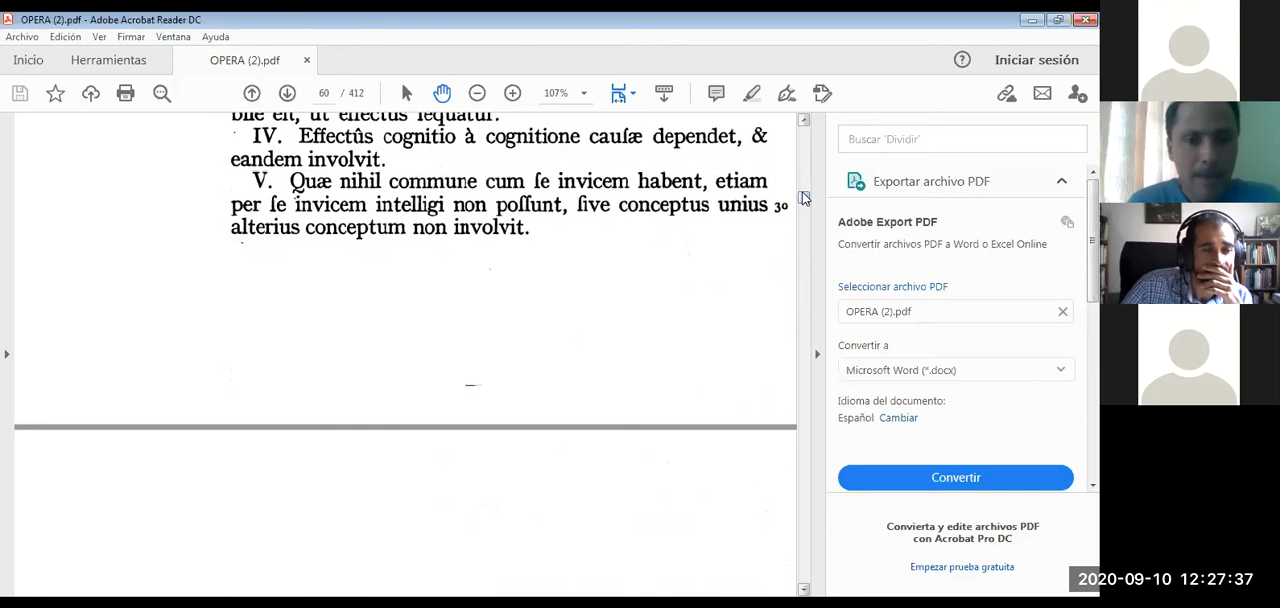 OPERA (2).pdf - Adobe Acrobat Reader DC
Archivo Edición Ver Firmar Ventana Ayuda
Inicio Herramientas OPERA (2).pdf × Iniciar sesión
60 / 412 107%
bile eſt, ut effectus ſequatur.
IV. Effectûs cognitio à cognitione cauſæ dependet, &
eandem involvit.
V. Quæ nihil commune cum ſe invicem habent, etiam
per ſe invicem intelligi non poſſunt, ſive conceptus unius 30
alterius conceptum non involvit.
Buscar 'Dividir'
Exportar archivo PDF
Adobe Export PDF
Convertir archivos PDF a Word o Excel Online
Seleccionar archivo PDF
OPERA (2).pdf
Convertir a
Microsoft Word (*.docx)
Idioma del documento:
Español Cambiar
Convertir
Convierta y edite archivos PDF
con Acrobat Pro DC
Empezar prueba gratuita
2020-09-10 12:27:37